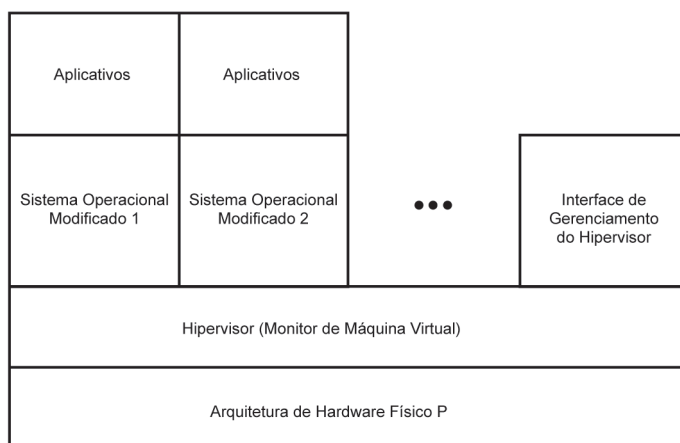 Aplicativos
Aplicativos
Sistema Operacional
Modificado 1
Sistema Operacional
Modificado 2
Interface de
Gerenciamento
do Hipervisor
Hipervisor (Monitor de Máquina Virtual)
Arquitetura de Hardware Físico P